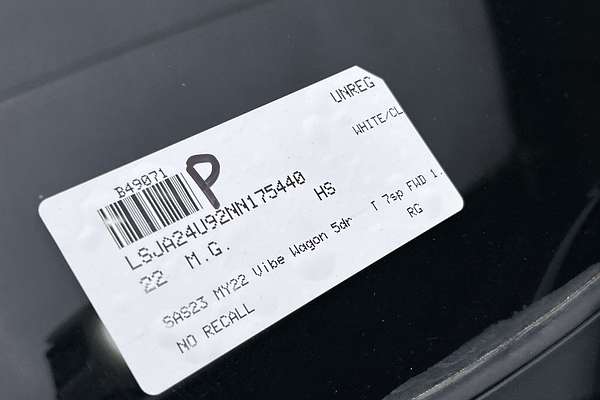 UNREG
WHITE/CL
B49071
P
LSJA24U92NN175440
22 M.G. HS
SAS23 MY22 Vibe Wagon 5dr T 7sp FWD 1.
NO RECALL RG